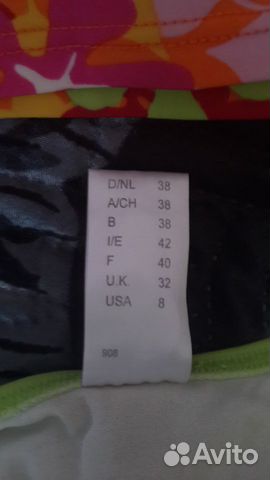 D/NL 38
A/CH 38
B 38
I/E 42
F 40
U.K. 32
USA 8
908
Avito